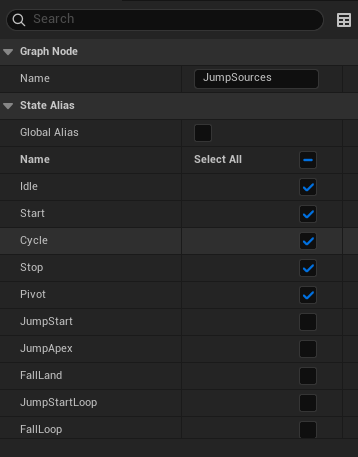 Search
Graph Node
Name JumpSources
State Alias
Global Alias
Name Select All
Idle
Start
Cycle
Stop
Pivot
JumpStart
JumpApex
FallLand
JumpStartLoop
FallLoop